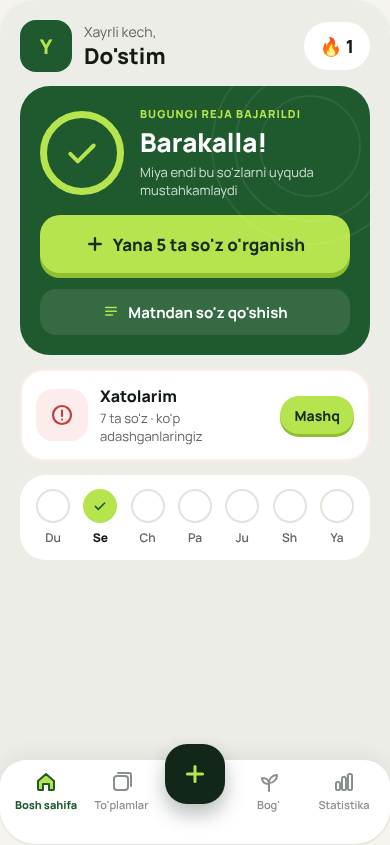 Y
Xayrli kech,
Do'stim
🔥 1
BUGUNGI REJA BAJARILDI
Barakalla!
Miya endi bu so'zlarni uyquda
mustahkamlaydi
+ Yana 5 ta so'z o'rganish
Matndan so'z qo'shish
Xatolarim
7 ta so'z · ko'p
adashganlaringiz
Mashq
Du Se Ch Pa Ju Sh Ya
Bosh sahifa To'plamlar + Bog' Statistika